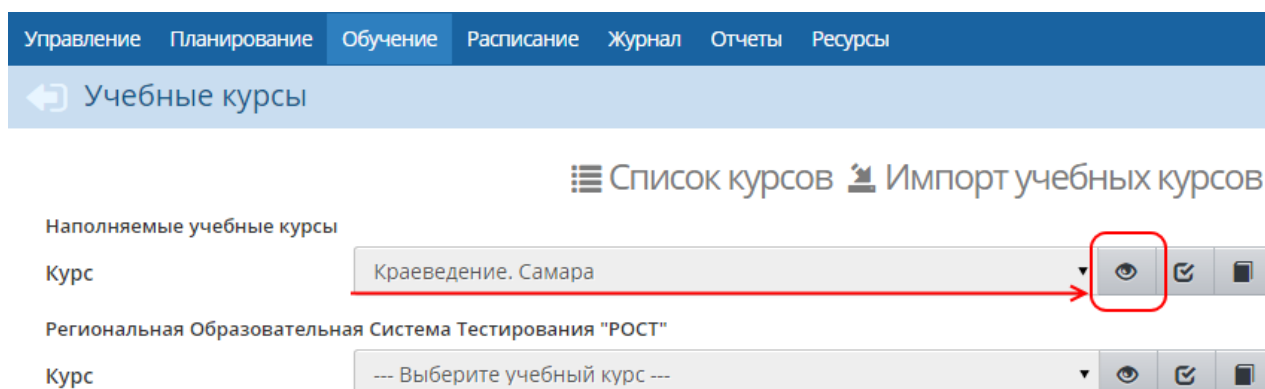 Управление Планирование Обучение Расписание Журнал Отчеты Ресурсы
Учебные курсы
Список курсов Импорт учебных курсов
Наполняемые учебные курсы
Курс Краеведение. Самара
Региональная Образовательная Система Тестирования "РОСТ"
Курс --- Выберите учебный курс ---